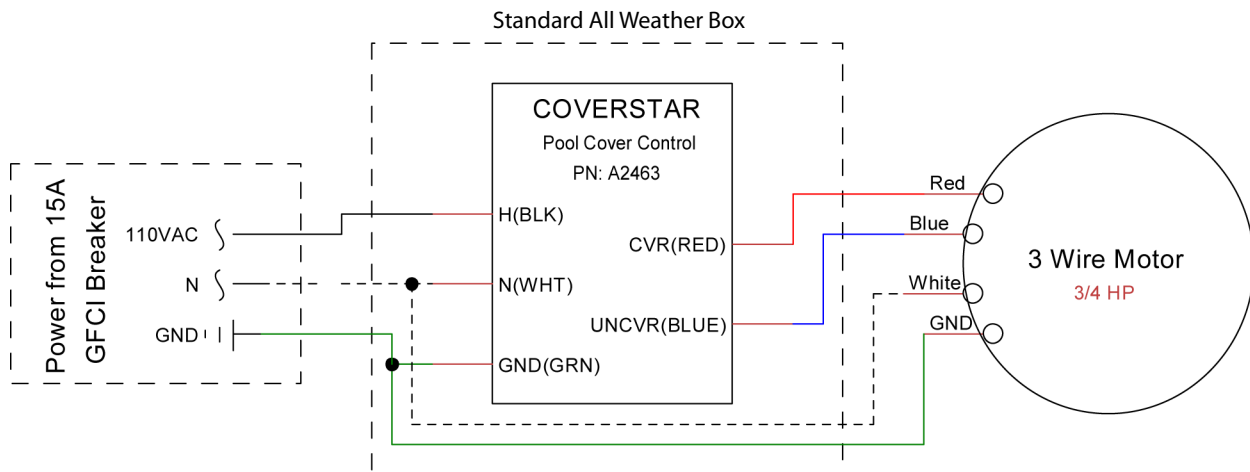 Standard All Weather Box
Power from 15A
GFCI Breaker
110VAC
N
GND
COVERSTAR
Pool Cover Control
PN: A2463
H(BLK)
N(WHT)
GND(GRN)
CVR(RED)
UNCVR(BLUE)
Red
Blue
White
GND
3 Wire Motor
3/4 HP